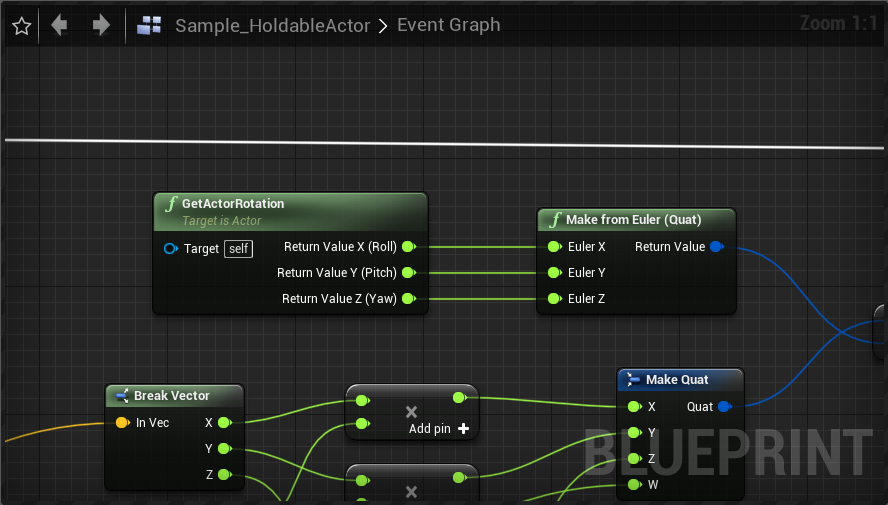 Sample_HoldableActor > Event Graph
Zoom 1:1
GetActorRotation
Target is Actor
Target self
Return Value X (Roll)
Return Value Y (Pitch)
Return Value Z (Yaw)
Make from Euler (Quat)
Euler X
Return Value
Euler Y
Euler Z
Break Vector
In Vec
X
Y
Z
Add pin
Make Quat
X
Quat
Y
Z
W
BLUEPRINT